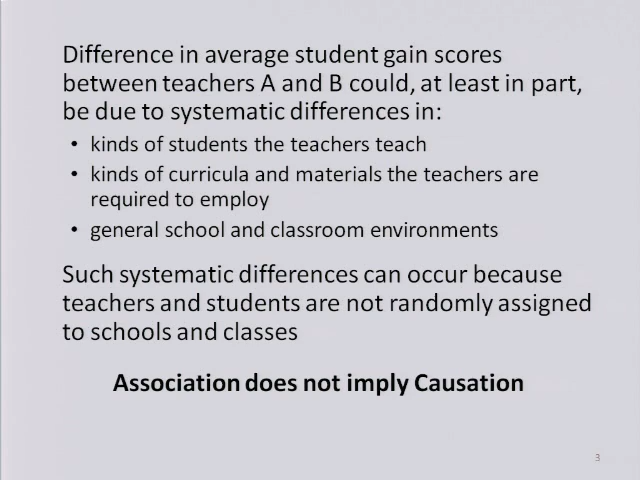 Difference in average student gain scores
between teachers A and B could, at least in part,
be due to systematic differences in:
• kinds of students the teachers teach
• kinds of curricula and materials the teachers are
required to employ
• general school and classroom environments
Such systematic differences can occur because
teachers and students are not randomly assigned
to schools and classes
Association does not imply Causation
3